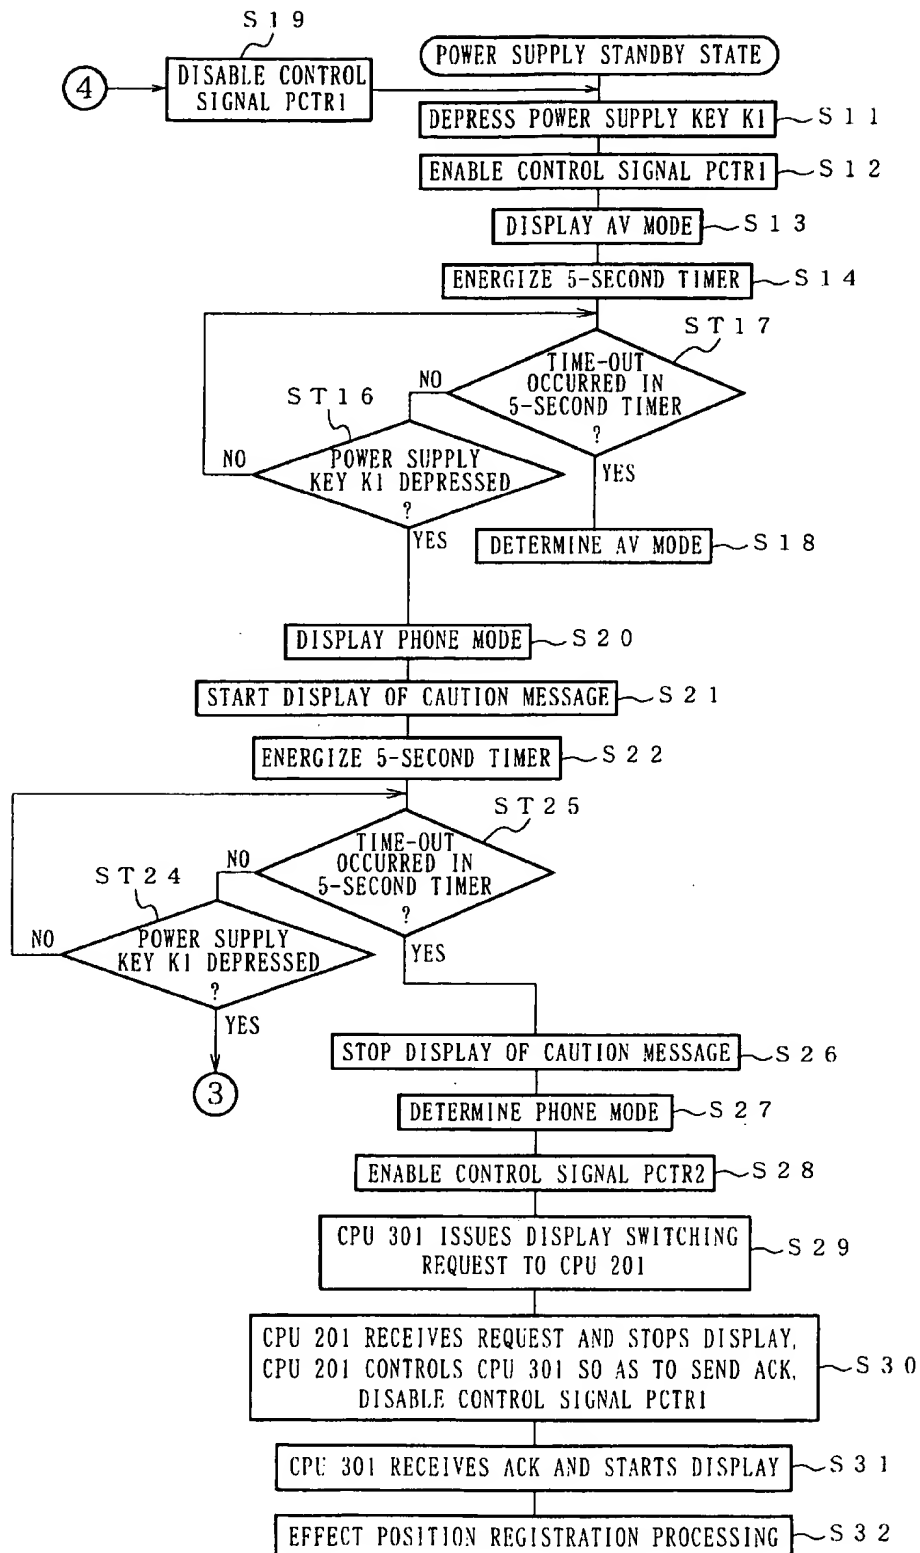 S19
POWER SUPPLY STANDBY STATE
4
DISABLE CONTROL
SIGNAL PCTR1
DEPRESS POWER SUPPLY KEY K1
S11
ENABLE CONTROL SIGNAL PCTR1
S12
DISPLAY AV MODE
S13
ENERGIZE 5-SECOND TIMER
S14
ST17
TIME-OUT
OCCURRED IN
5-SECOND TIMER
?
NO
YES
ST16
POWER SUPPLY
KEY K1 DEPRESSED
?
NO
YES
DETERMINE AV MODE
S18
DISPLAY PHONE MODE
S20
START DISPLAY OF CAUTION MESSAGE
S21
ENERGIZE 5-SECOND TIMER
S22
ST25
TIME-OUT
OCCURRED IN
5-SECOND TIMER
?
NO
YES
ST24
POWER SUPPLY
KEY K1 DEPRESSED
?
NO
YES
3
STOP DISPLAY OF CAUTION MESSAGE
S26
DETERMINE PHONE MODE
S27
ENABLE CONTROL SIGNAL PCTR2
S28
CPU 301 ISSUES DISPLAY SWITCHING
REQUEST TO CPU 201
S29
CPU 201 RECEIVES REQUEST AND STOPS DISPLAY,
CPU 201 CONTROLS CPU 301 SO AS TO SEND ACK,
DISABLE CONTROL SIGNAL PCTR1
S30
CPU 301 RECEIVES ACK AND STARTS DISPLAY
S31
EFFECT POSITION REGISTRATION PROCESSING
S32